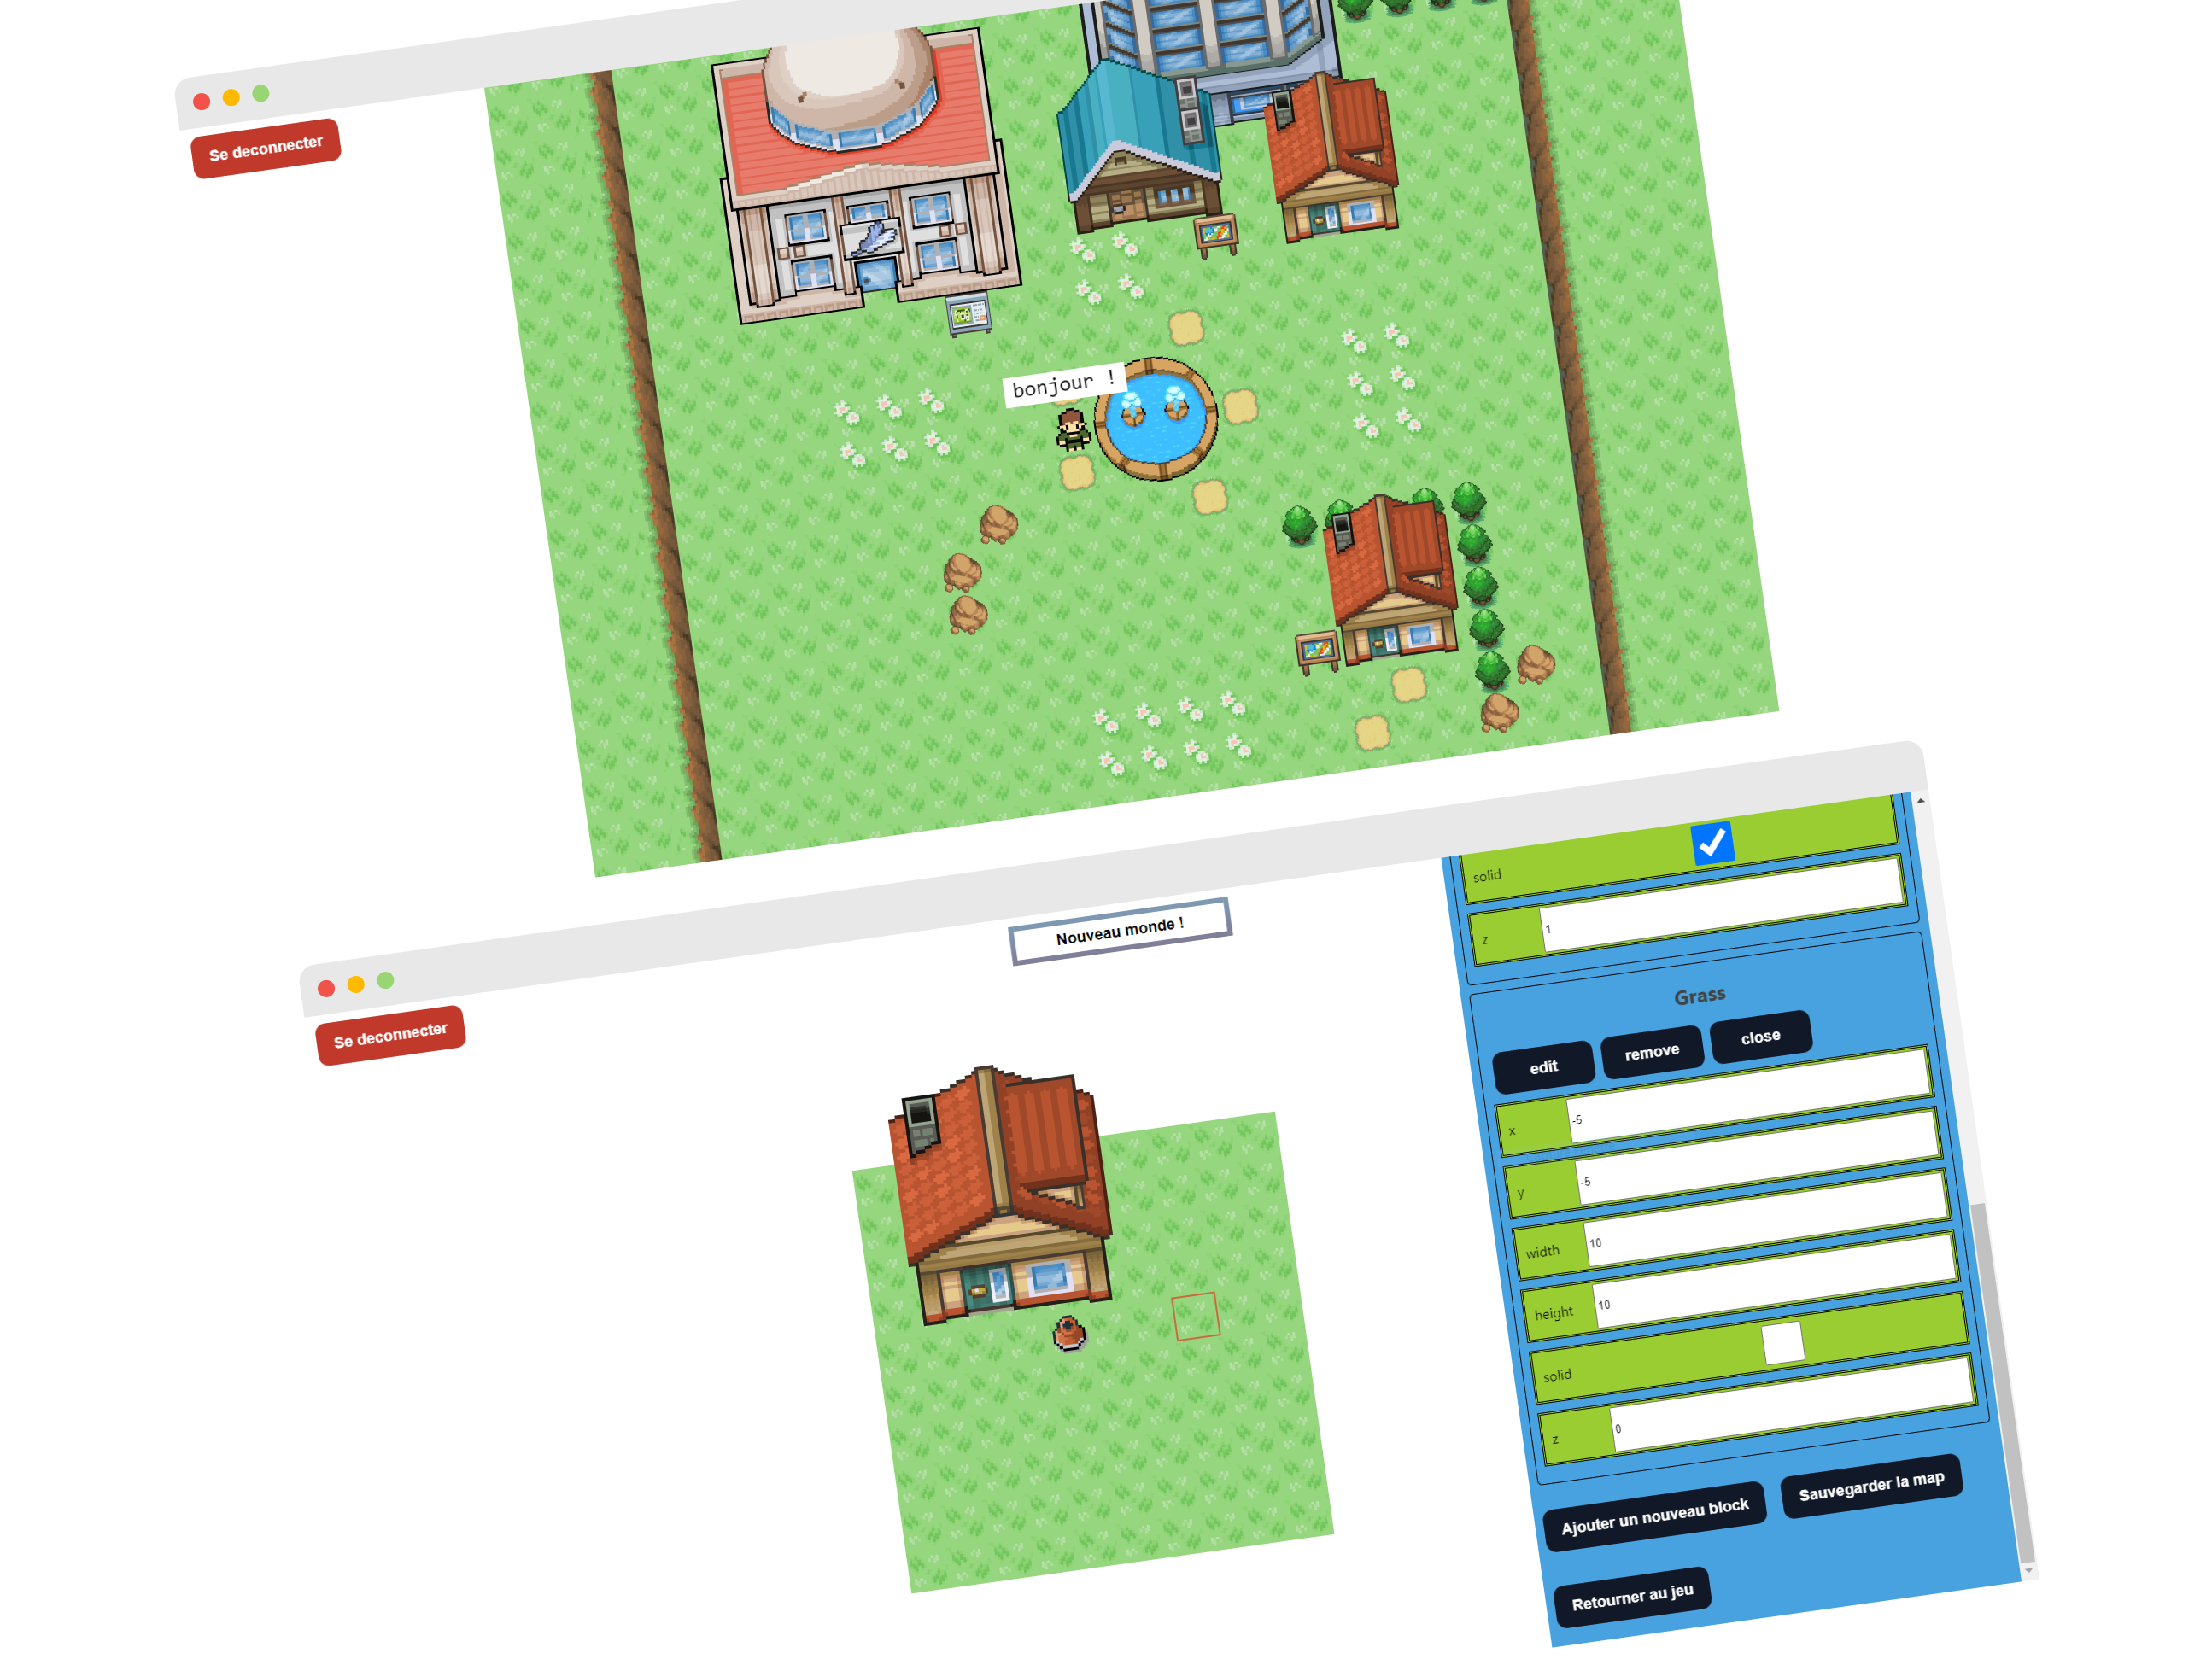 Se deconnecter
bonjour !
Nouveau monde !
Se deconnecter
solid
z
1
Grass
edit
remove
close
x
-5
y
-5
width
10
height
10
solid
z
0
Ajouter un nouveau block
Sauvegarder la map
Retourner au jeu